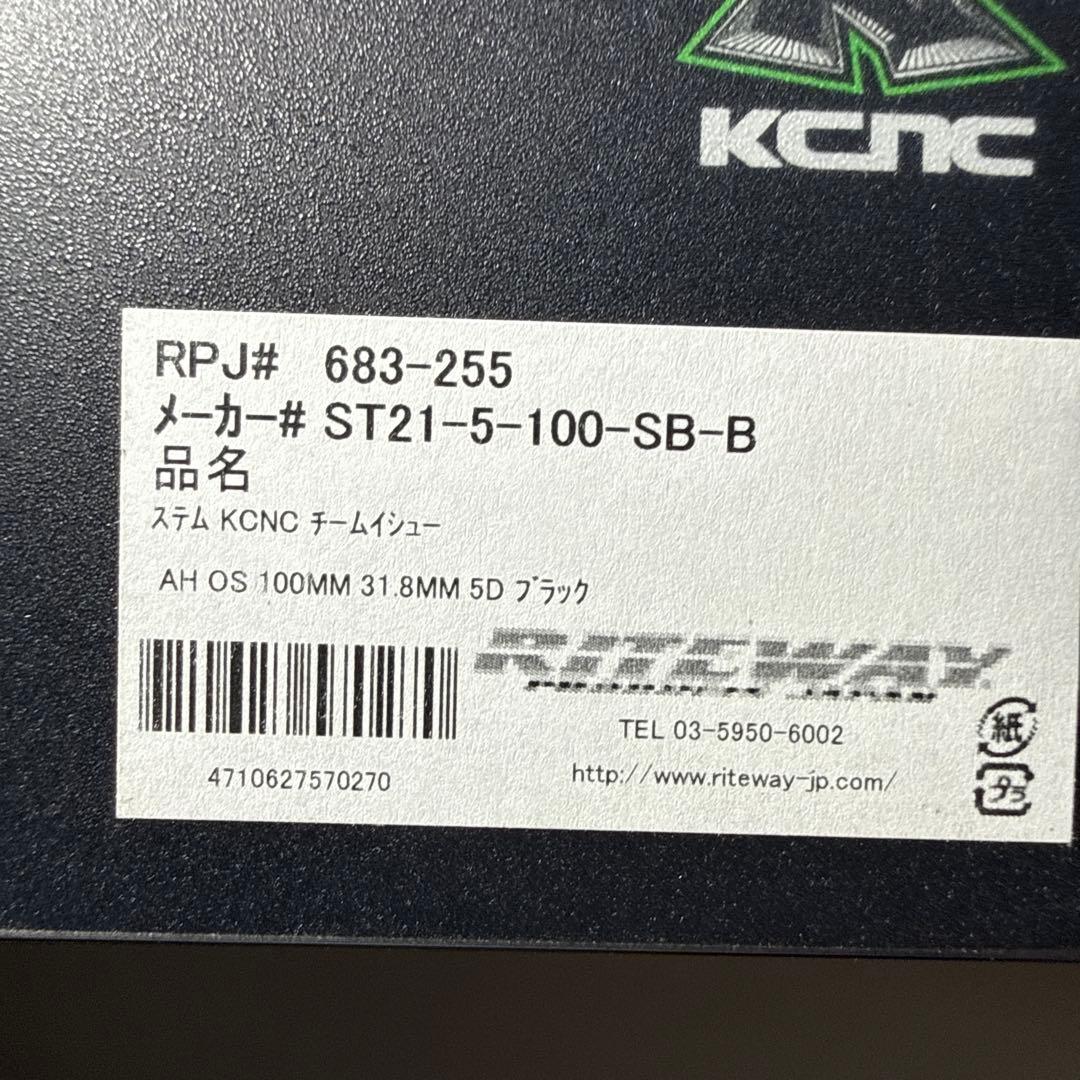 KCNC
RPJ# 683-255
メーカー# ST21-5-100-SB-B
品名
ステム KCNC チームイシュー
AH OS 100MM 31.8MM 5D ブラック
RITEWAY
4710627570270
TEL 03-5950-6002
http://www.riteway-jp.com/
紙
プラ